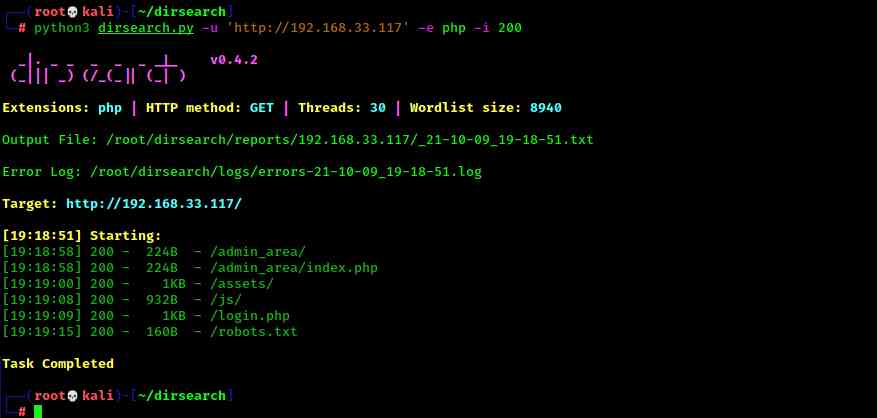 ┌──(root💀kali)-[~/dirsearch]
└─# python3 dirsearch.py -u 'http://192.168.33.117' -e php -i 200
  _|. _ _  _  _  _ _|_    v0.4.2
 (_||| _) (/_(_|| (_| )
Extensions: php | HTTP method: GET | Threads: 30 | Wordlist size: 8940
Output File: /root/dirsearch/reports/192.168.33.117/_21-10-09_19-18-51.txt
Error Log: /root/dirsearch/logs/errors-21-10-09_19-18-51.log
Target: http://192.168.33.117/
[19:18:51] Starting:
[19:18:58] 200 -  224B  - /admin_area/
[19:18:58] 200 -  224B  - /admin_area/index.php
[19:19:00] 200 -    1KB - /assets/
[19:19:08] 200 -  932B  - /js/
[19:19:09] 200 -    1KB - /login.php
[19:19:15] 200 -  160B  - /robots.txt
Task Completed
┌──(root💀kali)-[~/dirsearch]
└─#